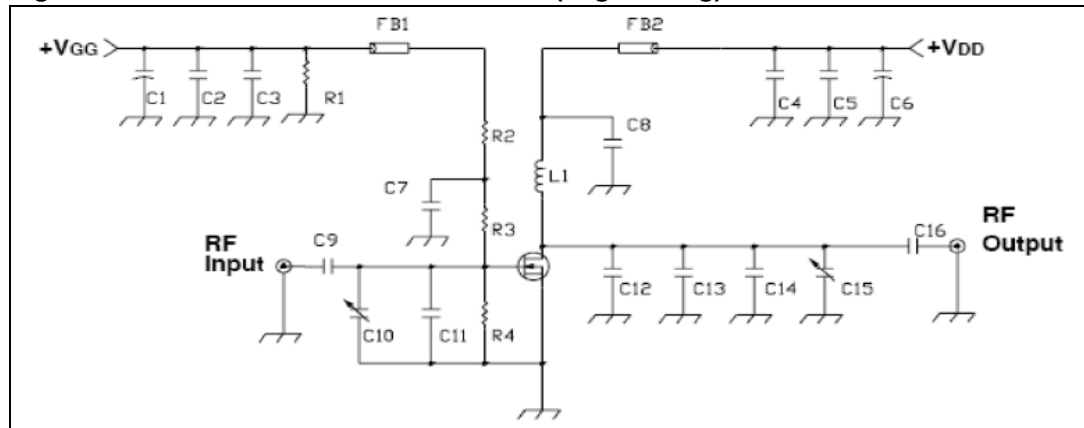 FB1
FB2
+VGG
+VDD
C1
C2
C3
R1
C4
C5
C6
R2
C8
C7
L1
R3
RF
Input
C9
C16
RF
Output
C10
C11
R4
C12
C13
C14
C15